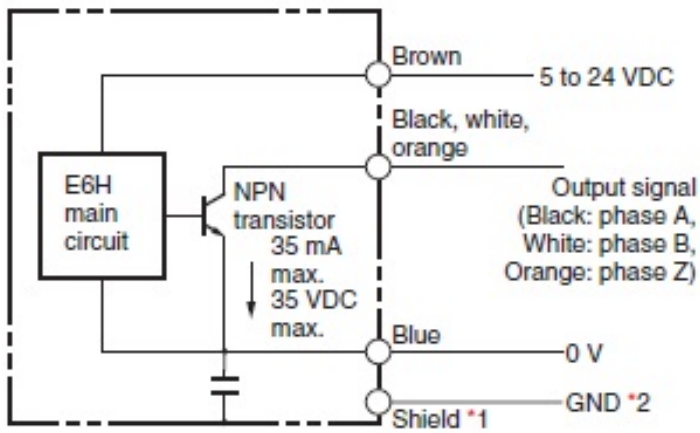 Brown
5 to 24 VDC
Black, white,
orange
E6H
main
circuit
NPN
transistor
35 mA
max.
35 VDC
max.
Output signal
(Black: phase A,
White: phase B,
Orange: phase Z)
Blue
0 V
GND *2
Shield *1